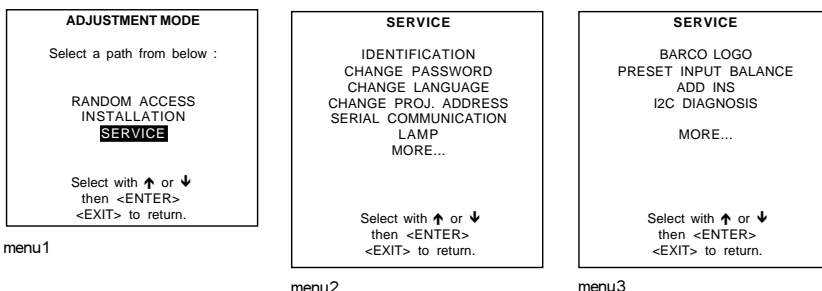 ADJUSTMENT MODE
Select a path from below :
RANDOM ACCESS
INSTALLATION
SERVICE
Select with ↑ or ↓
then <ENTER>
<EXIT> to return.
menu1
SERVICE
IDENTIFICATION
CHANGE PASSWORD
CHANGE LANGUAGE
CHANGE PROJ. ADDRESS
SERIAL COMMUNICATION
LAMP
MORE...
Select with ↑ or ↓
then <ENTER>
<EXIT> to return.
menu2
SERVICE
BARCO LOGO
PRESET INPUT BALANCE
ADD INS
I2C DIAGNOSIS
MORE...
Select with ↑ or ↓
then <ENTER>
<EXIT> to return.
menu3